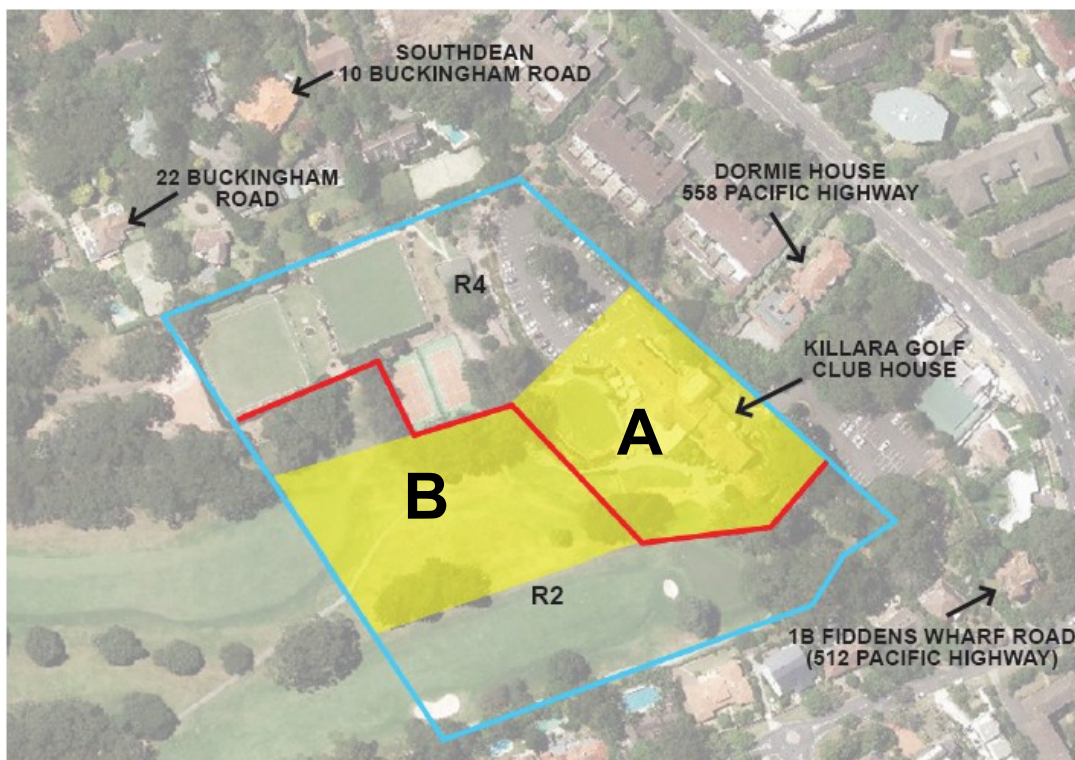 SOUTHDEAN
10 BUCKINGHAM ROAD
22 BUCKINGHAM
ROAD
DORMIE HOUSE
558 PACIFIC HIGHWAY
R4
KILLARA GOLF
CLUB HOUSE
A
B
R2
1B FIDDENS WHARF ROAD
(512 PACIFIC HIGHWAY)